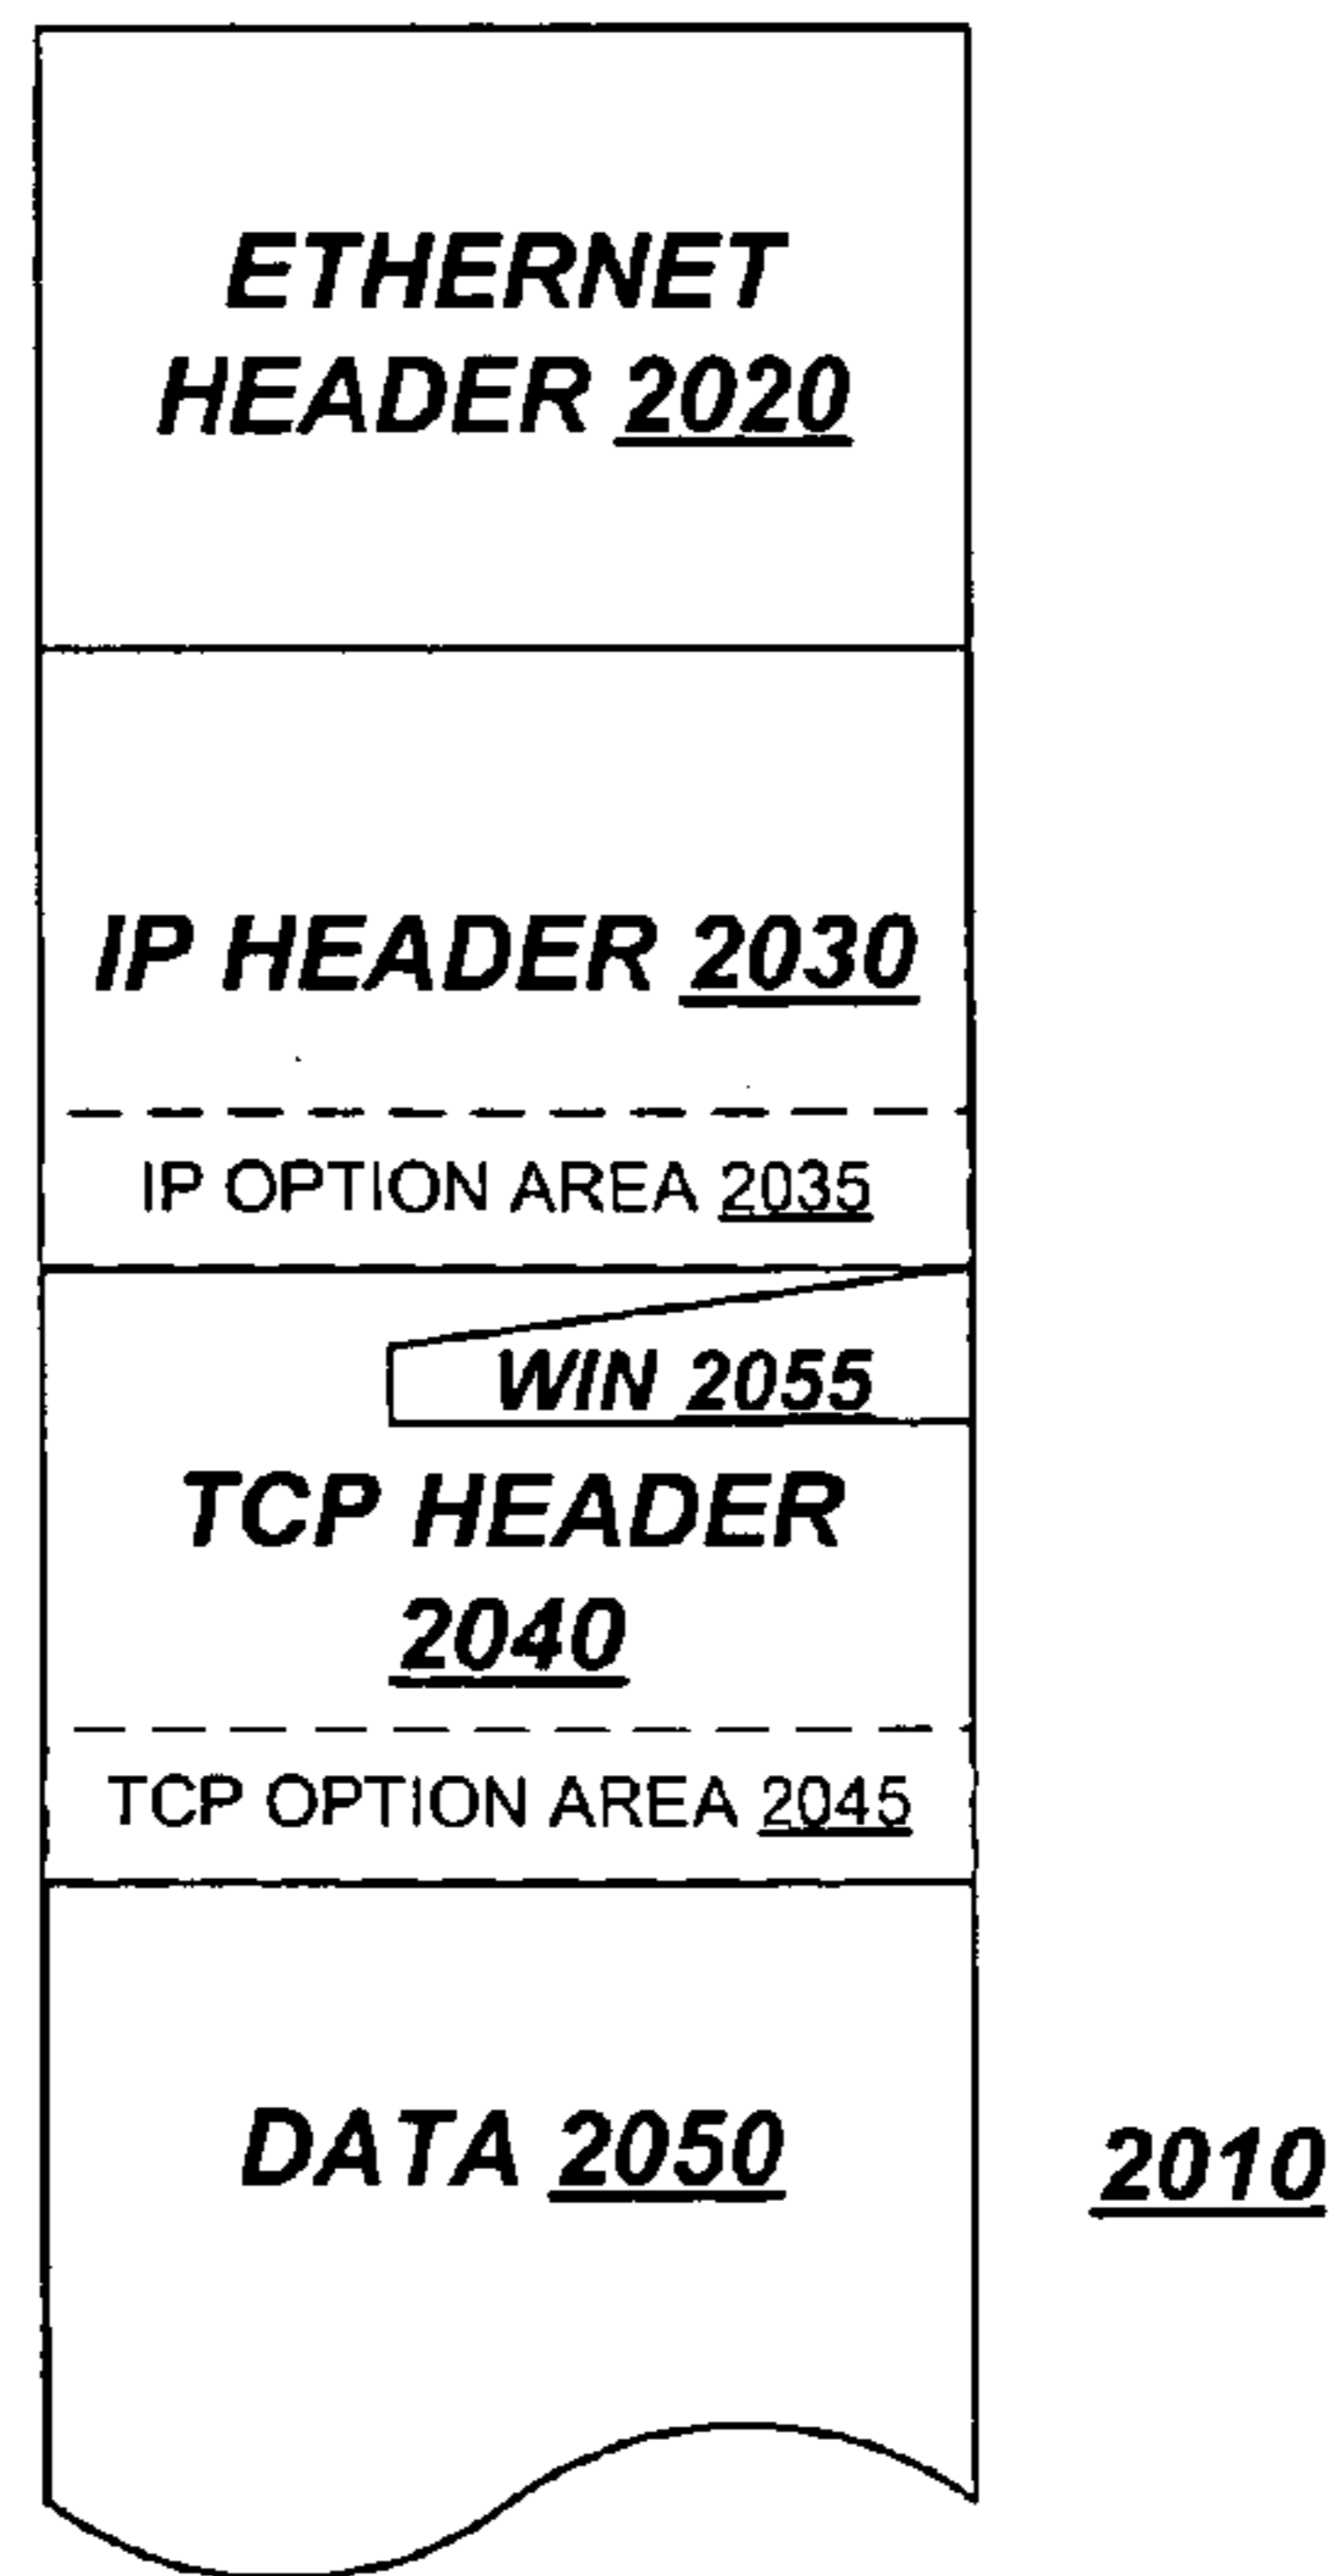 ETHERNET
HEADER 2020
IP HEADER 2030
IP OPTION AREA 2035
WIN 2055
TCP HEADER
2040
TCP OPTION AREA 2045
DATA 2050
2010